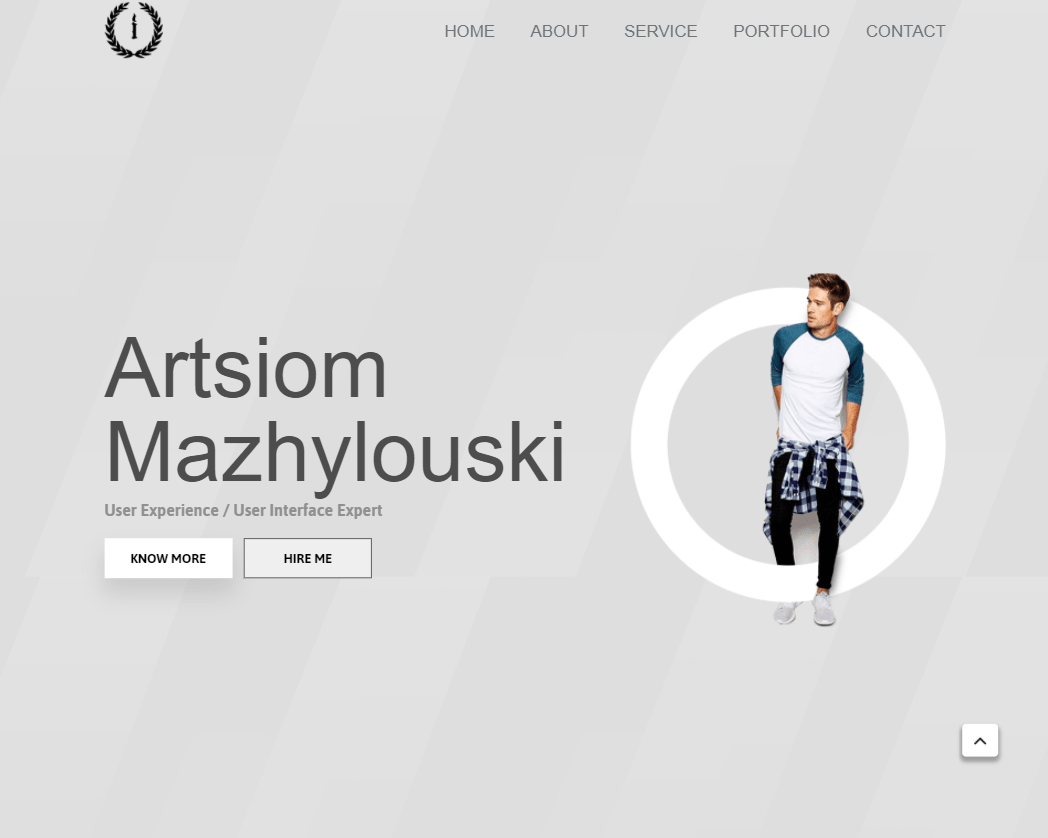 HOME ABOUT SERVICE PORTFOLIO CONTACT
Artsiom
Mazhylouski
User Experience / User Interface Expert
KNOW MORE HIRE ME